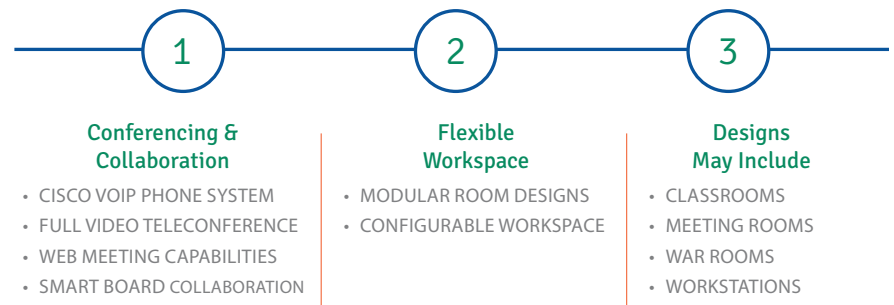 1
Conferencing &
Collaboration
• CISCO VOIP PHONE SYSTEM
• FULL VIDEO TELECONFERENCE
• WEB MEETING CAPABILITIES
• SMART BOARD COLLABORATION
2
Flexible
Workspace
• MODULAR ROOM DESIGNS
• CONFIGURABLE WORKSPACE
3
Designs
May Include
• CLASSROOMS
• MEETING ROOMS
• WAR ROOMS
• WORKSTATIONS